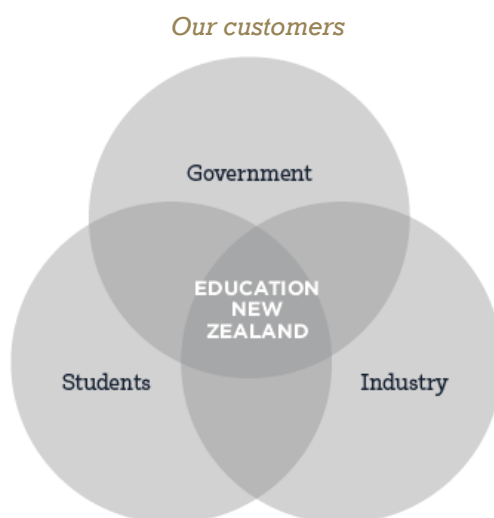 Our customers
Government
EDUCATION
NEW
ZEALAND
Students
Industry